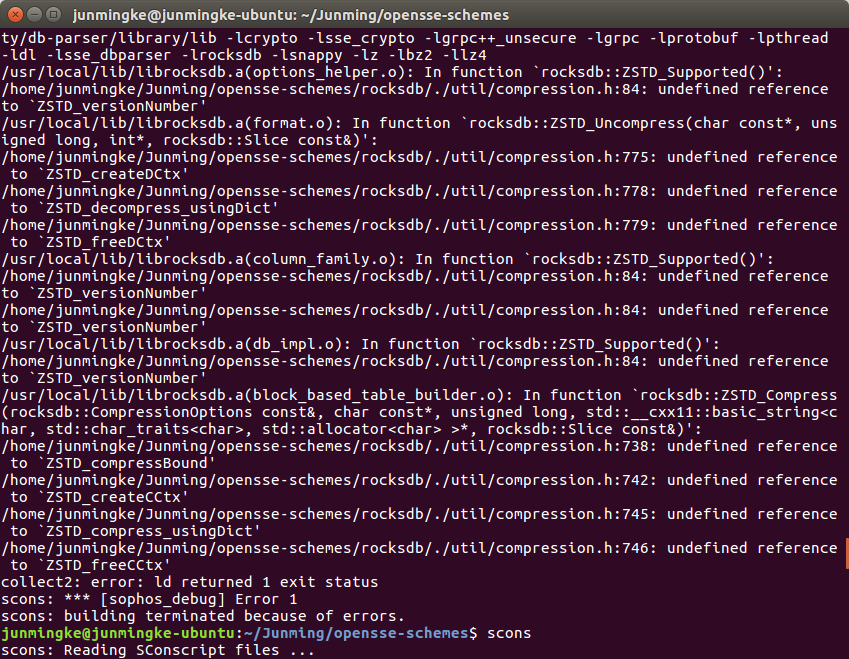 junmingke@junmingke-ubuntu: ~/Junming/opensse-schemes
ty/db-parser/library/lib -lcrypto -lsse_crypto -lgrpc++_unsecure -lgrpc -lprotobuf -lpthread
-ldl -lsse_dbparser -lrocksdb -lsnappy -lz -lbz2 -llz4
/usr/local/lib/librocksdb.a(options_helper.o): In function `rocksdb::ZSTD_Supported()':
/home/junmingke/Junming/opensse-schemes/rocksdb/./util/compression.h:84: undefined reference
to `ZSTD_versionNumber'
/usr/local/lib/librocksdb.a(format.o): In function `rocksdb::ZSTD_Uncompress(char const*, uns
igned long, int*, rocksdb::Slice const&)':
/home/junmingke/Junming/opensse-schemes/rocksdb/./util/compression.h:775: undefined reference
 to `ZSTD_createDCtx'
/home/junmingke/Junming/opensse-schemes/rocksdb/./util/compression.h:778: undefined reference
 to `ZSTD_decompress_usingDict'
/home/junmingke/Junming/opensse-schemes/rocksdb/./util/compression.h:779: undefined reference
 to `ZSTD_freeDCtx'
/usr/local/lib/librocksdb.a(column_family.o): In function `rocksdb::ZSTD_Supported()':
/home/junmingke/Junming/opensse-schemes/rocksdb/./util/compression.h:84: undefined reference
to `ZSTD_versionNumber'
/home/junmingke/Junming/opensse-schemes/rocksdb/./util/compression.h:84: undefined reference
to `ZSTD_versionNumber'
/usr/local/lib/librocksdb.a(db_impl.o): In function `rocksdb::ZSTD_Supported()':
/home/junmingke/Junming/opensse-schemes/rocksdb/./util/compression.h:84: undefined reference
to `ZSTD_versionNumber'
/usr/local/lib/librocksdb.a(block_based_table_builder.o): In function `rocksdb::ZSTD_Compress
(rocksdb::CompressionOptions const&, char const*, unsigned long, std::__cxx11::basic_string<c
har, std::char_traits<char>, std::allocator<char> >*, rocksdb::Slice const&)':
/home/junmingke/Junming/opensse-schemes/rocksdb/./util/compression.h:738: undefined reference
 to `ZSTD_compressBound'
/home/junmingke/Junming/opensse-schemes/rocksdb/./util/compression.h:742: undefined reference
 to `ZSTD_createCCtx'
/home/junmingke/Junming/opensse-schemes/rocksdb/./util/compression.h:745: undefined reference
 to `ZSTD_compress_usingDict'
/home/junmingke/Junming/opensse-schemes/rocksdb/./util/compression.h:746: undefined reference
 to `ZSTD_freeCCtx'
collect2: error: ld returned 1 exit status
scons: *** [sophos_debug] Error 1
scons: building terminated because of errors.
junmingke@junmingke-ubuntu:~/Junming/opensse-schemes$ scons
scons: Reading SConscript files ...